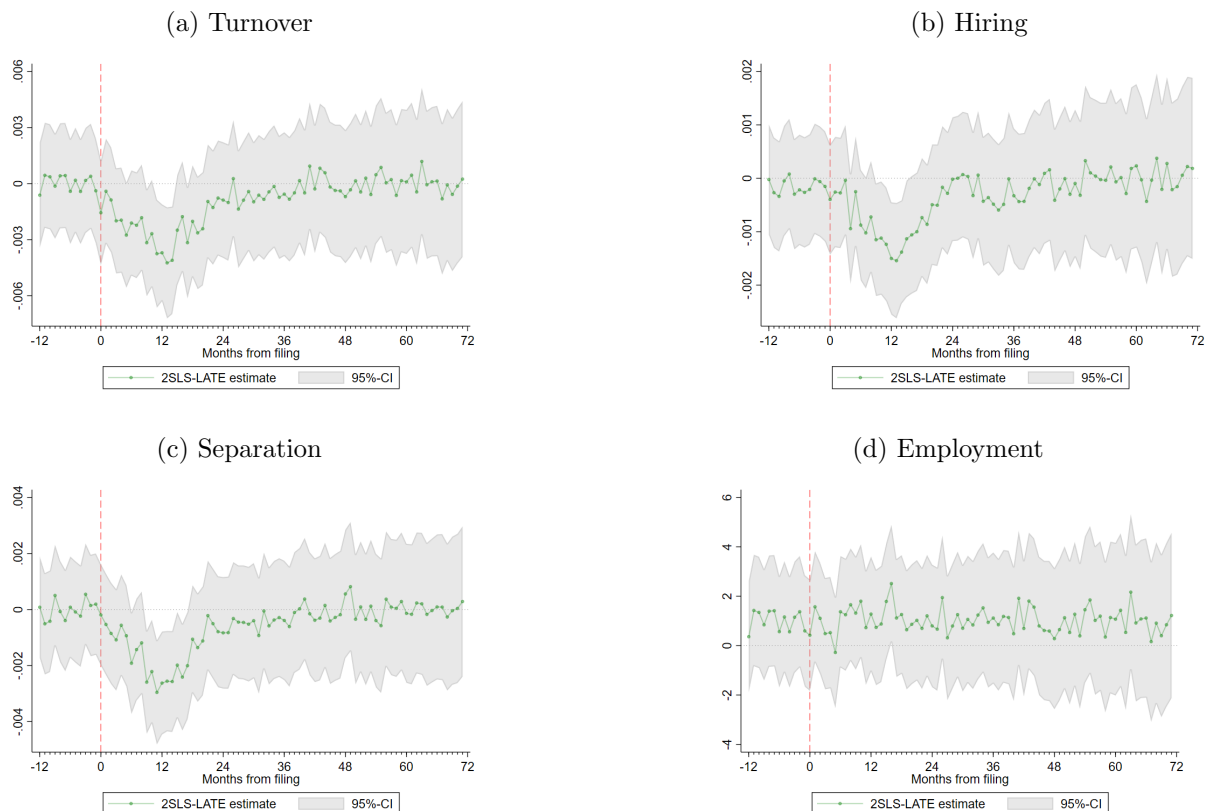 (a) Turnover
.006
.003
0
-.003
-.006
-12 0 12 24 36 48 60 72
Months from filing
2SLS-LATE estimate 95%-CI
(b) Hiring
.002
.001
0
-.001
-.002
-12 0 12 24 36 48 60 72
Months from filing
2SLS-LATE estimate 95%-CI
(c) Separation
.004
.002
0
-.002
-.004
-12 0 12 24 36 48 60 72
Months from filing
2SLS-LATE estimate 95%-CI
(d) Employment
6
4
2
0
-2
-4
-12 0 12 24 36 48 60 72
Months from filing
2SLS-LATE estimate 95%-CI